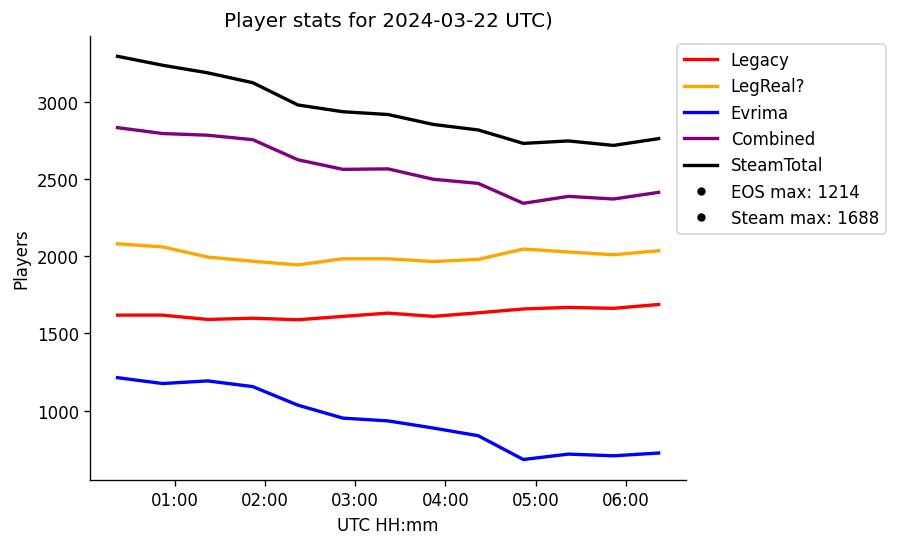 Player stats for 2024-03-22 UTC)
Legacy
LegReal?
Evrima
Combined
SteamTotal
EOS max: 1214
Steam max: 1688
Players
3000
2500
2000
1500
1000
01:00 02:00 03:00 04:00 05:00 06:00
UTC HH:mm